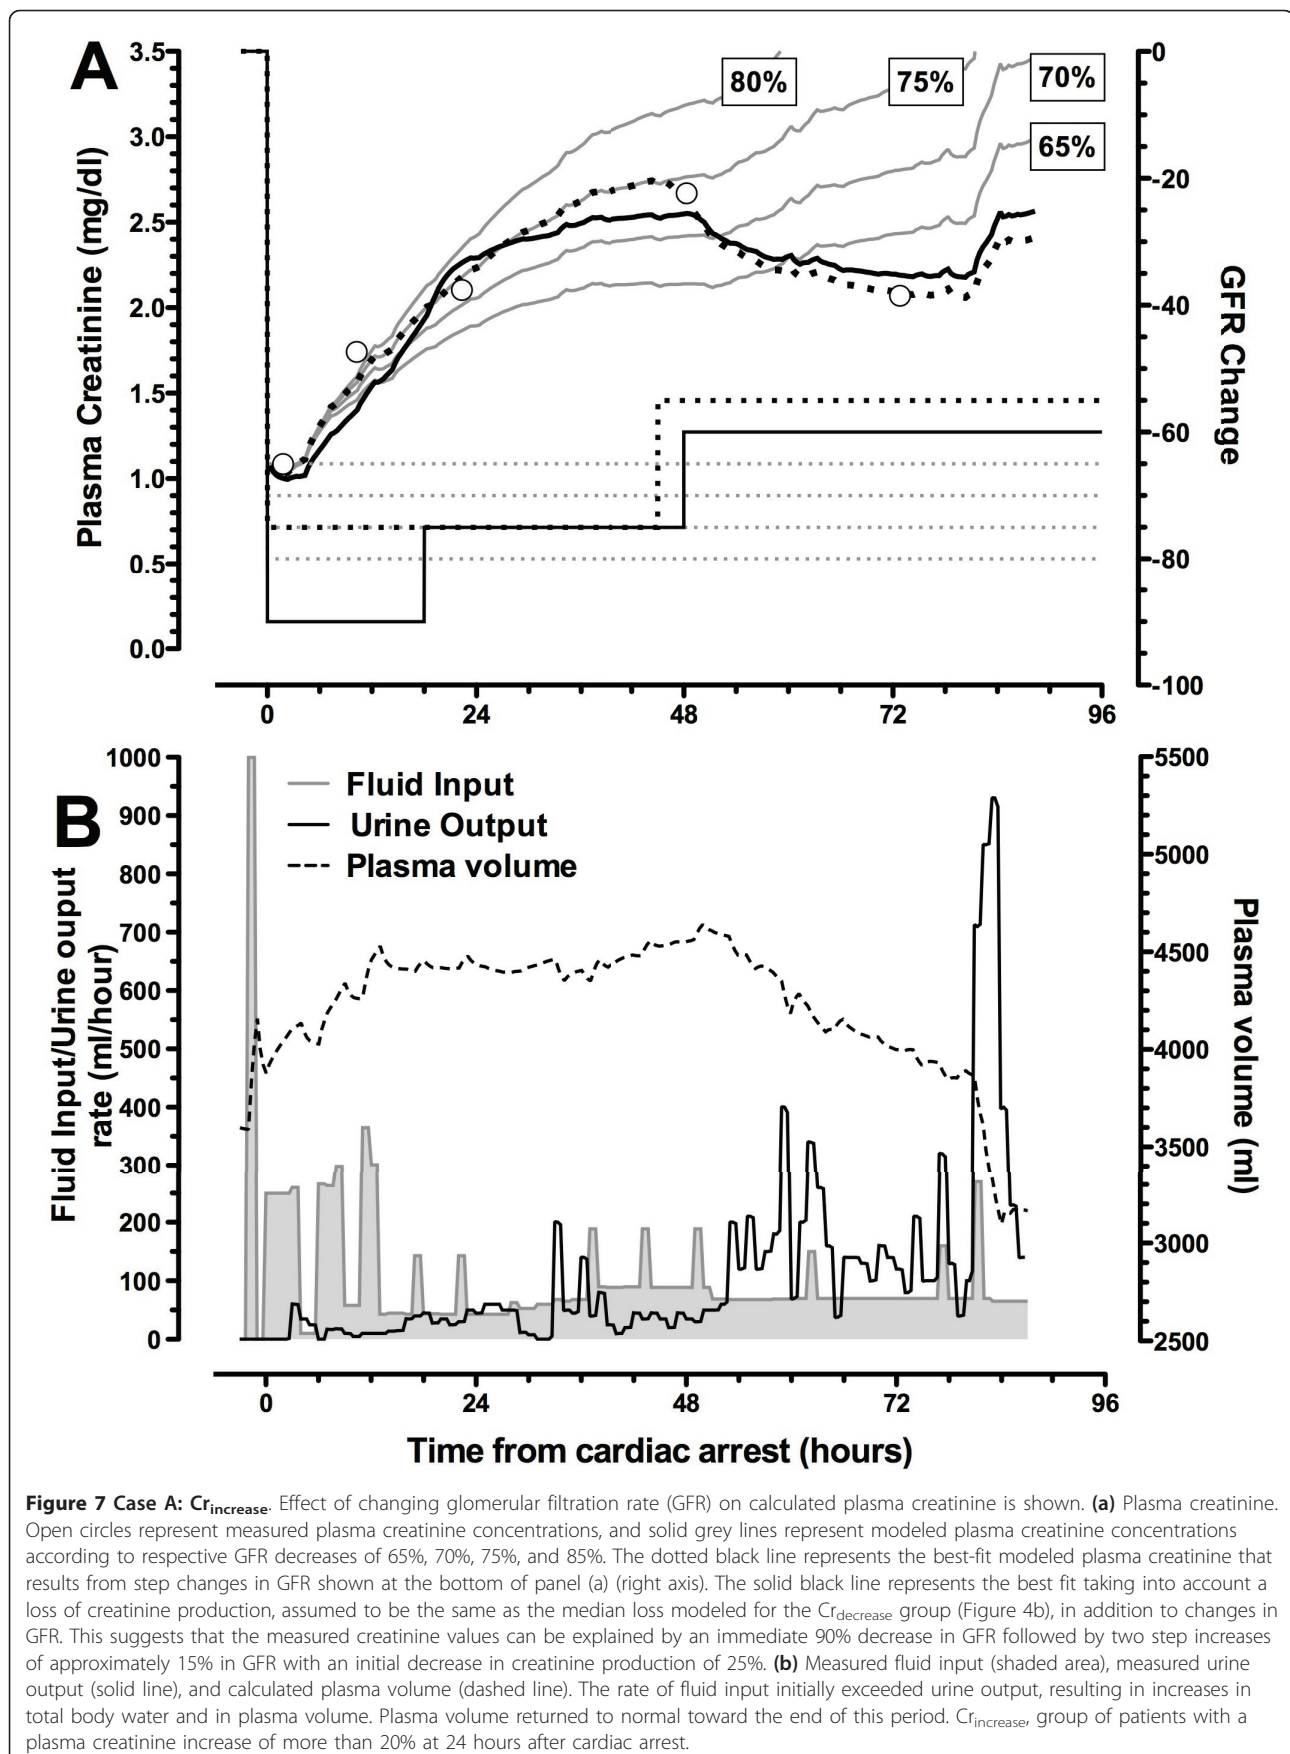 A
Plasma Creatinine (mg/dl)
3.5
3.0
2.5
2.0
1.5
1.0
0.5
0.0
80%
75%
70%
65%
0
-20
-40
-60
-80
-100
GFR Change
0 24 48 72 96
B
Fluid Input/Urine ouput
rate (ml/hour)
1000
900
800
700
600
500
400
300
200
100
0
Fluid Input
Urine Output
Plasma volume
5500
5000
4500
4000
3500
3000
2500
Plasma volume (ml)
0 24 48 72 96
Time from cardiac arrest (hours)
Figure 7 Case A: Crincrease. Effect of changing glomerular filtration rate (GFR) on calculated plasma creatinine is shown. (a) Plasma creatinine.
Open circles represent measured plasma creatinine concentrations, and solid grey lines represent modeled plasma creatinine concentrations
according to respective GFR decreases of 65%, 70%, 75%, and 85%. The dotted black line represents the best-fit modeled plasma creatinine that
results from step changes in GFR shown at the bottom of panel (a) (right axis). The solid black line represents the best fit taking into account a
loss of creatinine production, assumed to be the same as the median loss modeled for the Crdecrease group (Figure 4b), in addition to changes in
GFR. This suggests that the measured creatinine values can be explained by an immediate 90% decrease in GFR followed by two step increases
of approximately 15% in GFR with an initial decrease in creatinine production of 25%. (b) Measured fluid input (shaded area), measured urine
output (solid line), and calculated plasma volume (dashed line). The rate of fluid input initially exceeded urine output, resulting in increases in
total body water and in plasma volume. Plasma volume returned to normal toward the end of this period. Crincrease, group of patients with a
plasma creatinine increase of more than 20% at 24 hours after cardiac arrest.